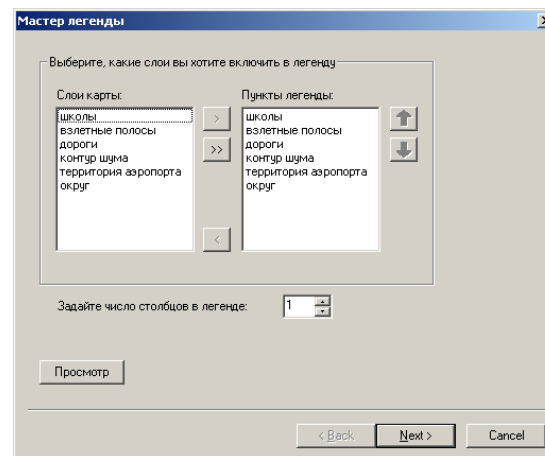 Мастер легенды
Выберите, какие слои вы хотите включить в легенду
Слои карты:
школы
взлетные полосы
дороги
контур шума
территория аэропорта
округ
>
>>
<
Пункты легенды:
школы
взлетные полосы
дороги
контур шума
территория аэропорта
округ
Задайте число столбцов в легенде:
1
Просмотр
< Back
Next >
Cancel